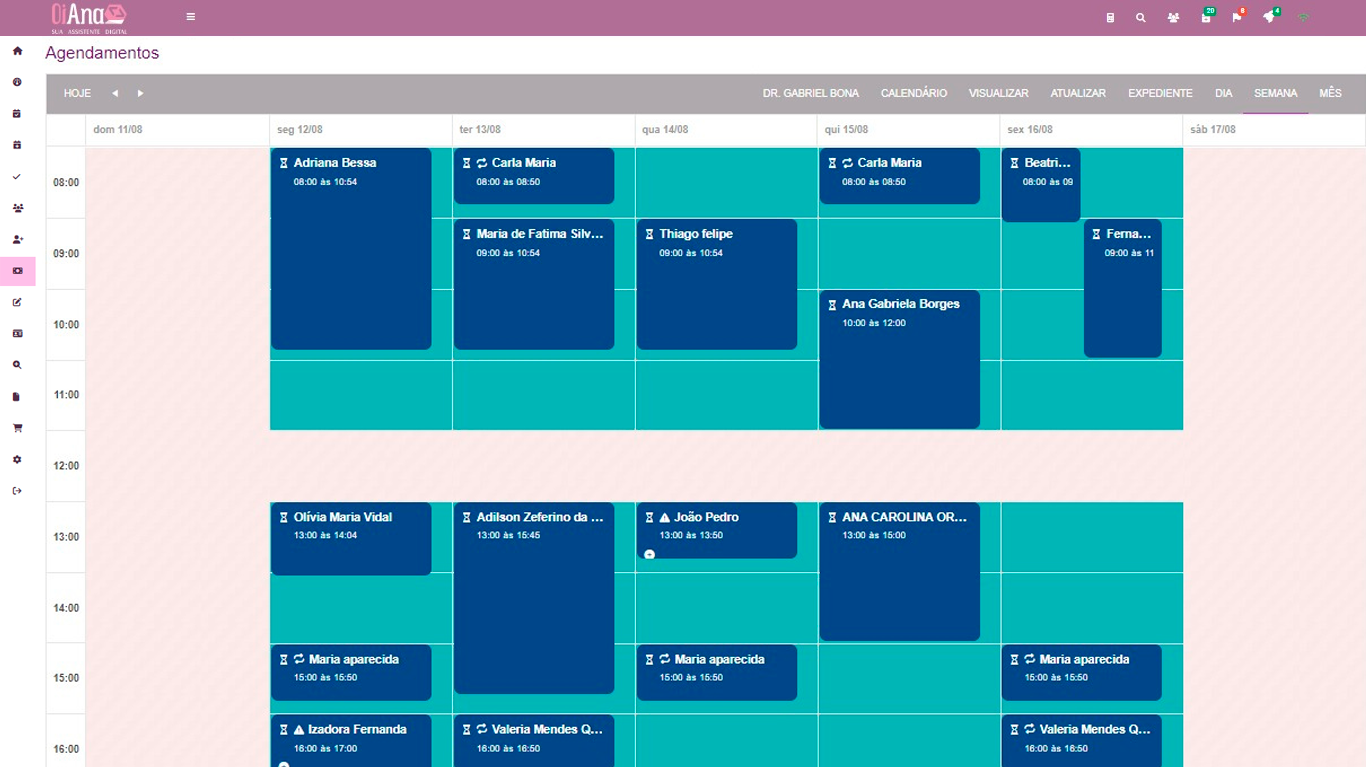 OiAna
SUA ASSISTENTE DIGITAL
20
8
4
Agendamentos
HOJE
DR. GABRIEL BONA
CALENDÁRIO
VISUALIZAR
ATUALIZAR
EXPEDIENTE
DIA
SEMANA
MÊS
dom 11/08
seg 12/08
ter 13/08
qua 14/08
qui 15/08
sex 16/08
sáb 17/08
08:00
Adriana Bessa
08:00 às 10:54
Carla Maria
08:00 às 08:50
Carla Maria
08:00 às 08:50
Beatri...
08:00 às 09
09:00
Maria de Fatima Silv...
09:00 às 10:54
Thiago felipe
09:00 às 10:54
Ferna...
09:00 às 11
10:00
Ana Gabriela Borges
10:00 às 12:00
11:00
12:00
13:00
Olívia Maria Vidal
13:00 às 14:04
Adilson Zeferino da ...
13:00 às 15:45
João Pedro
13:00 às 13:50
ANA CAROLINA OR...
13:00 às 15:00
14:00
15:00
Maria aparecida
15:00 às 15:50
Maria aparecida
15:00 às 15:50
Maria aparecida
15:00 às 15:50
16:00
Izadora Fernanda
16:00 às 17:00
Valeria Mendes Q...
16:00 às 16:50
Valeria Mendes Q...
16:00 às 16:50